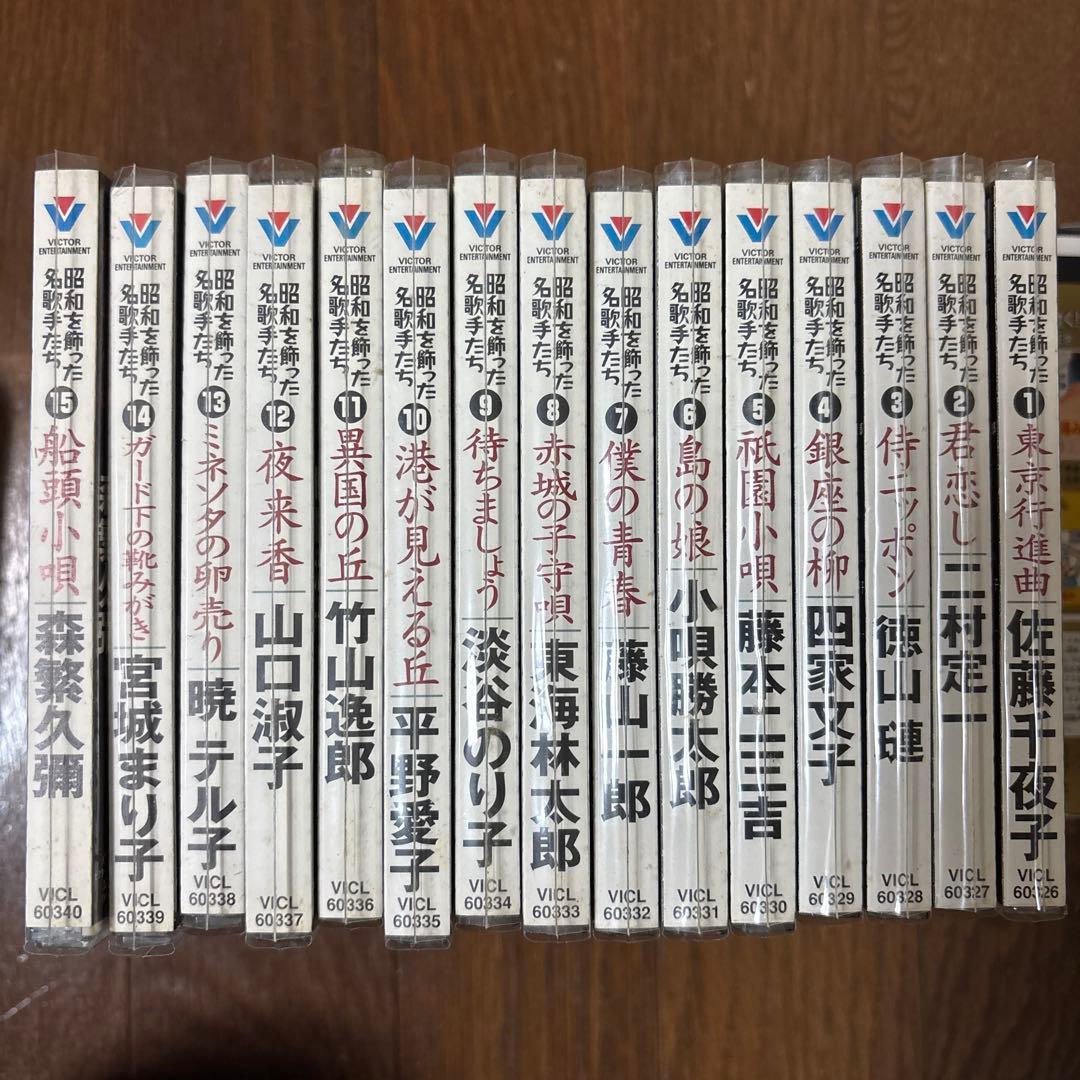 VICTOR
ENTERTAINMENT
昭和を飾った
名歌手たち
1 東京行進曲 佐藤千夜子
VICL
60326
VICTOR
ENTERTAINMENT
昭和を飾った
名歌手たち
2 君恋し 二村定一
VICL
60327
VICTOR
ENTERTAINMENT
昭和を飾った
名歌手たち
3 侍ニッポン 徳山璉
VICL
60328
VICTOR
ENTERTAINMENT
昭和を飾った
名歌手たち
4 銀座の柳 四家文子
VICL
60329
VICTOR
ENTERTAINMENT
昭和を飾った
名歌手たち
5 祇園小唄 藤本二三吉
VICL
60330
VICTOR
ENTERTAINMENT
昭和を飾った
名歌手たち
6 島の娘 小唄勝太郎
VICL
60331
VICTOR
ENTERTAINMENT
昭和を飾った
名歌手たち
7 僕の青春 藤山一郎
VICL
60332
VICTOR
ENTERTAINMENT
昭和を飾った
名歌手たち
8 赤城の子守唄 東海林太郎
VICL
60333
VICTOR
ENTERTAINMENT
昭和を飾った
名歌手たち
9 待ちましょう 淡谷のり子
VICL
60334
VICTOR
ENTERTAINMENT
昭和を飾った
名歌手たち
10 港が見える丘 平野愛子
VICL
60335
VICTOR
ENTERTAINMENT
昭和を飾った
名歌手たち
11 異国の丘 竹山逸郎
VICL
60336
VICTOR
ENTERTAINMENT
昭和を飾った
名歌手たち
12 夜来香 山口淑子
VICL
60337
VICTOR
ENTERTAINMENT
昭和を飾った
名歌手たち
13 ミネソタの卵売り 暁テル子
VICL
60338
VICTOR
ENTERTAINMENT
昭和を飾った
名歌手たち
14 ガード下の靴みがき 宮城まり子
VICL
60339
VICTOR
ENTERTAINMENT
昭和を飾った
名歌手たち
15 船頭小唄 森繁久彌
VICL
60340